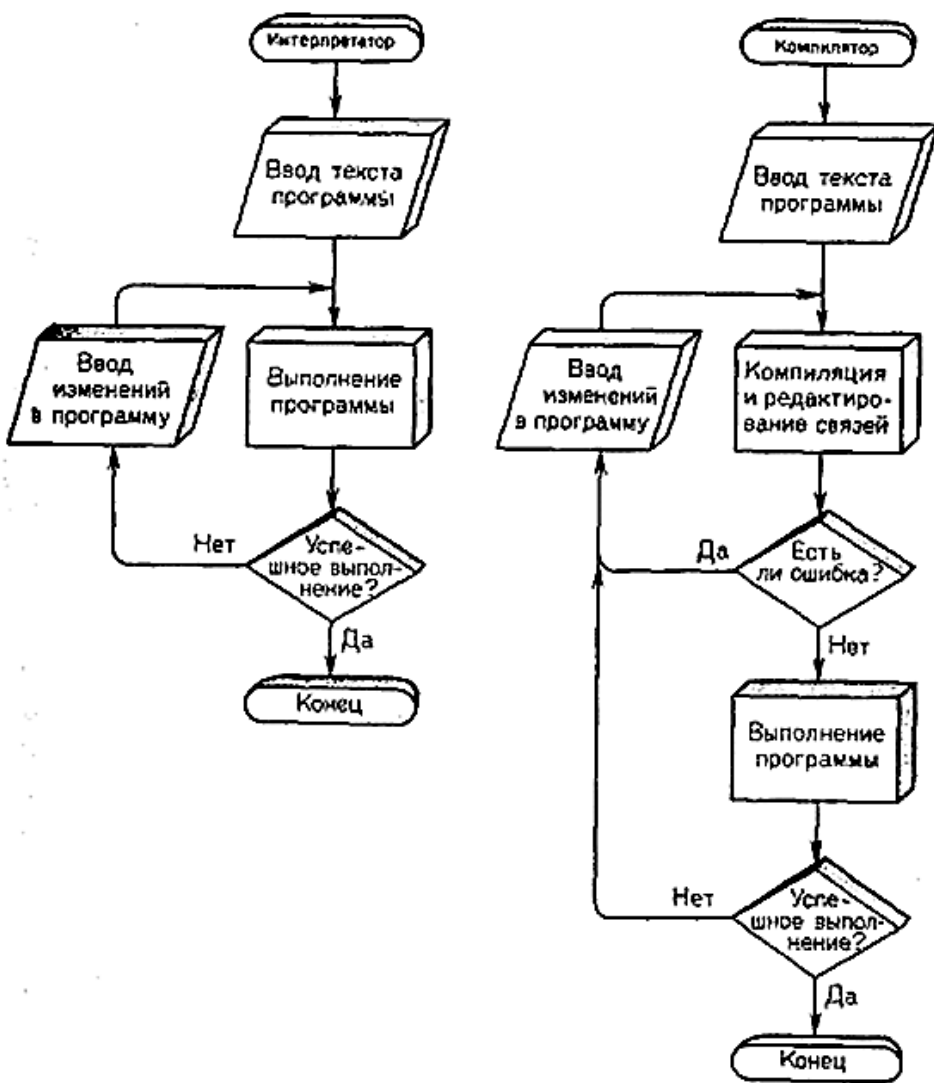 Интерпретатор
Ввод текста
программы
Ввод
изменений
в программу
Выполнение
программы
Нет
Успе-
шное выпол-
нение?
Да
Конец
Компилятор
Ввод текста
программы
Ввод
изменений
в программу
Компиляция
и редактиро-
вание связей
Да
Есть
ли ошибка?
Нет
Выполнение
программы
Нет
Успе-
шное выпол-
нение?
Да
Конец